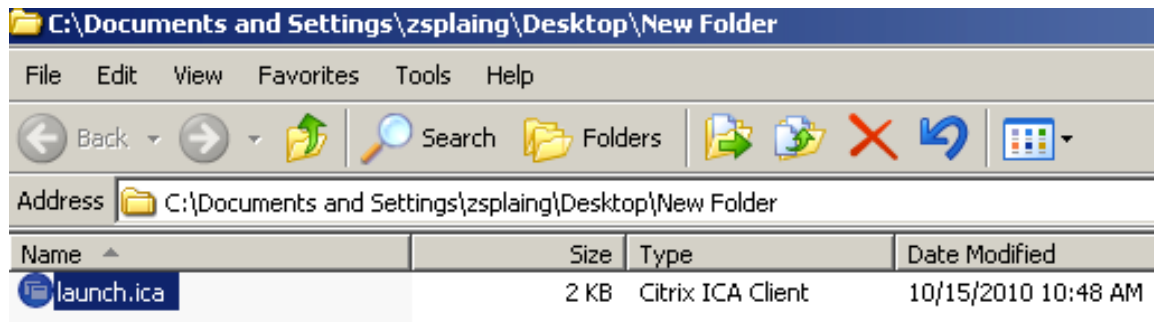 C:\Documents and Settings\zsplaing\Desktop\New Folder
File Edit View Favorites Tools Help
Back Search Folders
Address C:\Documents and Settings\zsplaing\Desktop\New Folder
Name Size Type Date Modified
launch.ica 2 KB Citrix ICA Client 10/15/2010 10:48 AM